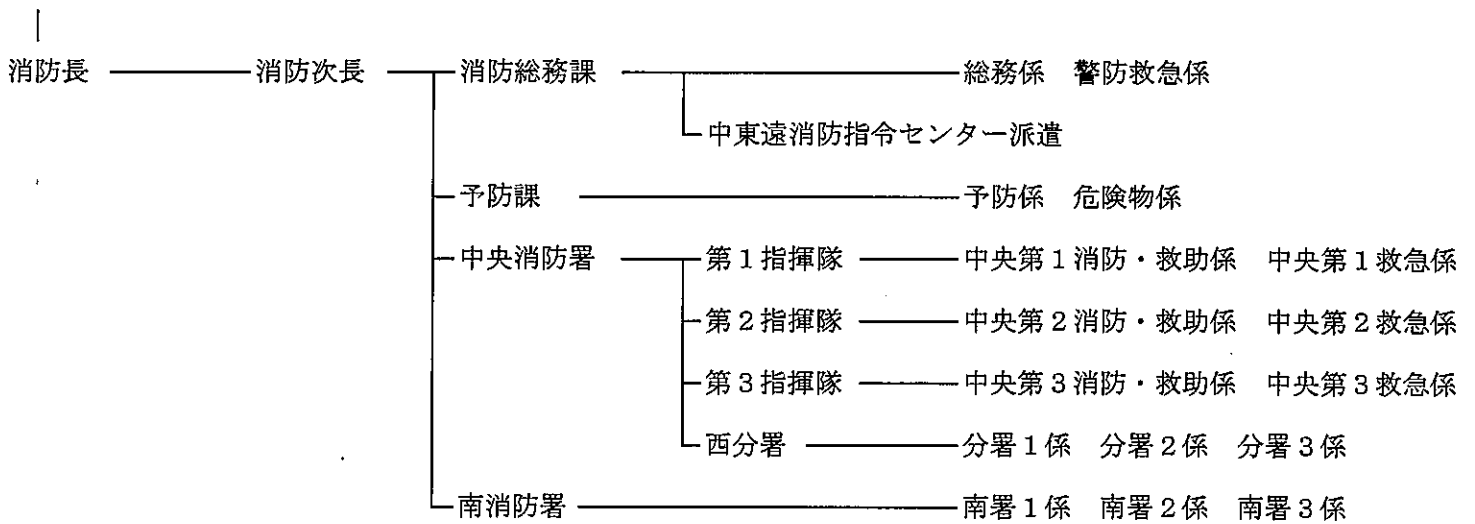 消防長 消防次長 消防総務課 総務係 警防救急係
中東遠消防指令センター派遣
予防課 予防係 危険物係
中央消防署 第1指揮隊 中央第1消防・救助係 中央第1救急係
第2指揮隊 中央第2消防・救助係 中央第2救急係
第3指揮隊 中央第3消防・救助係 中央第3救急係
西分署 分署1係 分署2係 分署3係
南消防署 南署1係 南署2係 南署3係